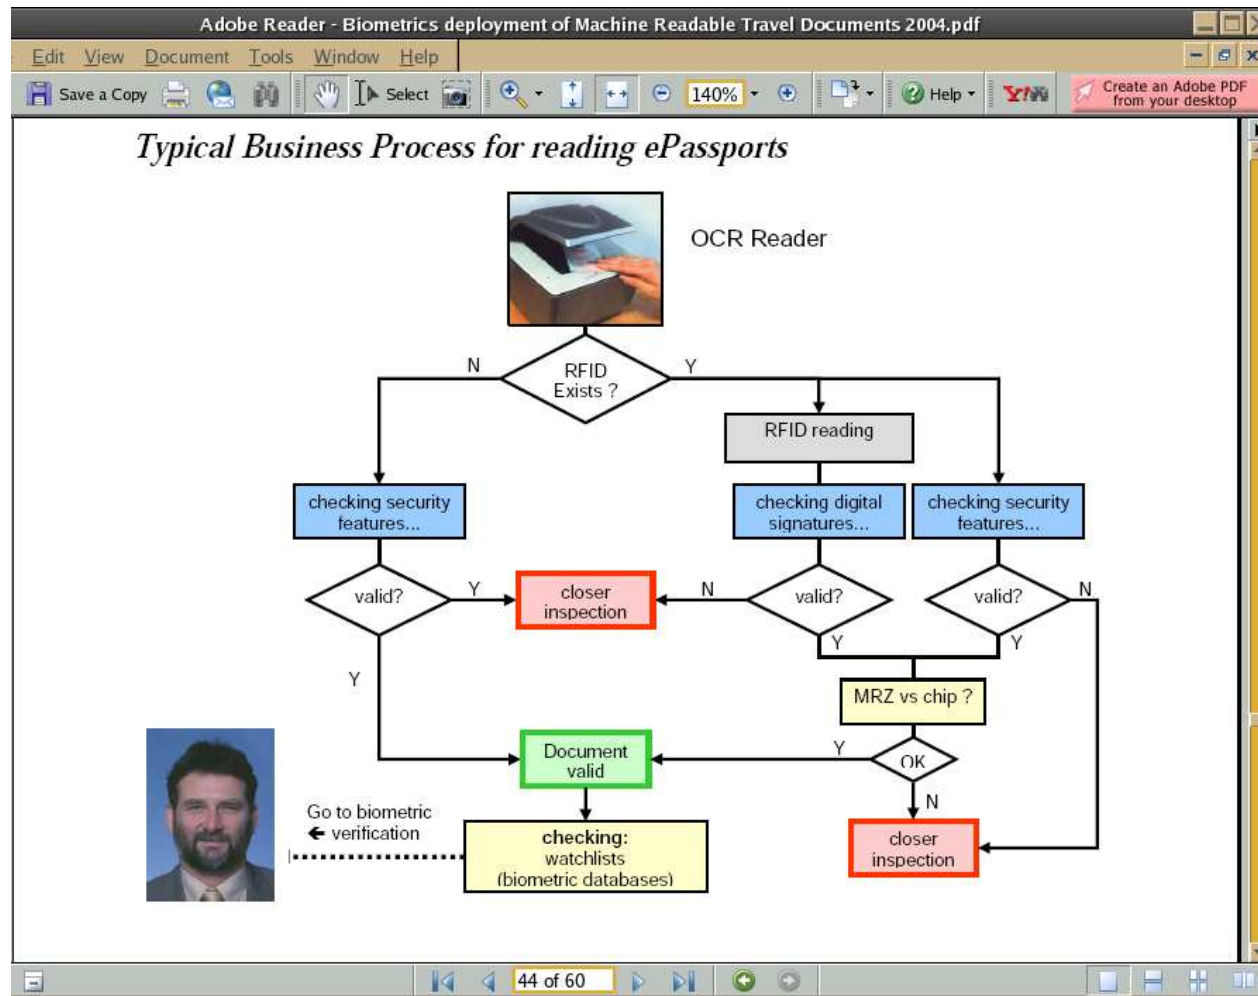 Adobe Reader - Biometrics deployment of Machine Readable Travel Documents 2004.pdf
Edit View Document Tools Window Help
Save a Copy Select 140% Help Y! Create an Adobe PDF
from your desktop
Typical Business Process for reading ePassports
OCR Reader
N
RFID
Exists ?
Y
RFID reading
checking security
features...
checking digital
signatures...
checking security
features...
valid?
Y
closer
inspection
N
valid?
valid?
N
Y
Y
Y
MRZ vs chip ?
Document
valid
Y
OK
N
Go to biometric
verification
checking:
watchlists
(biometric databases)
closer
inspection
44 of 60